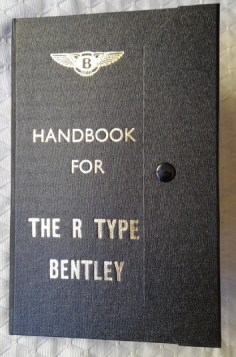 B
HANDBOOK
FOR
THE R TYPE
BENTLEY